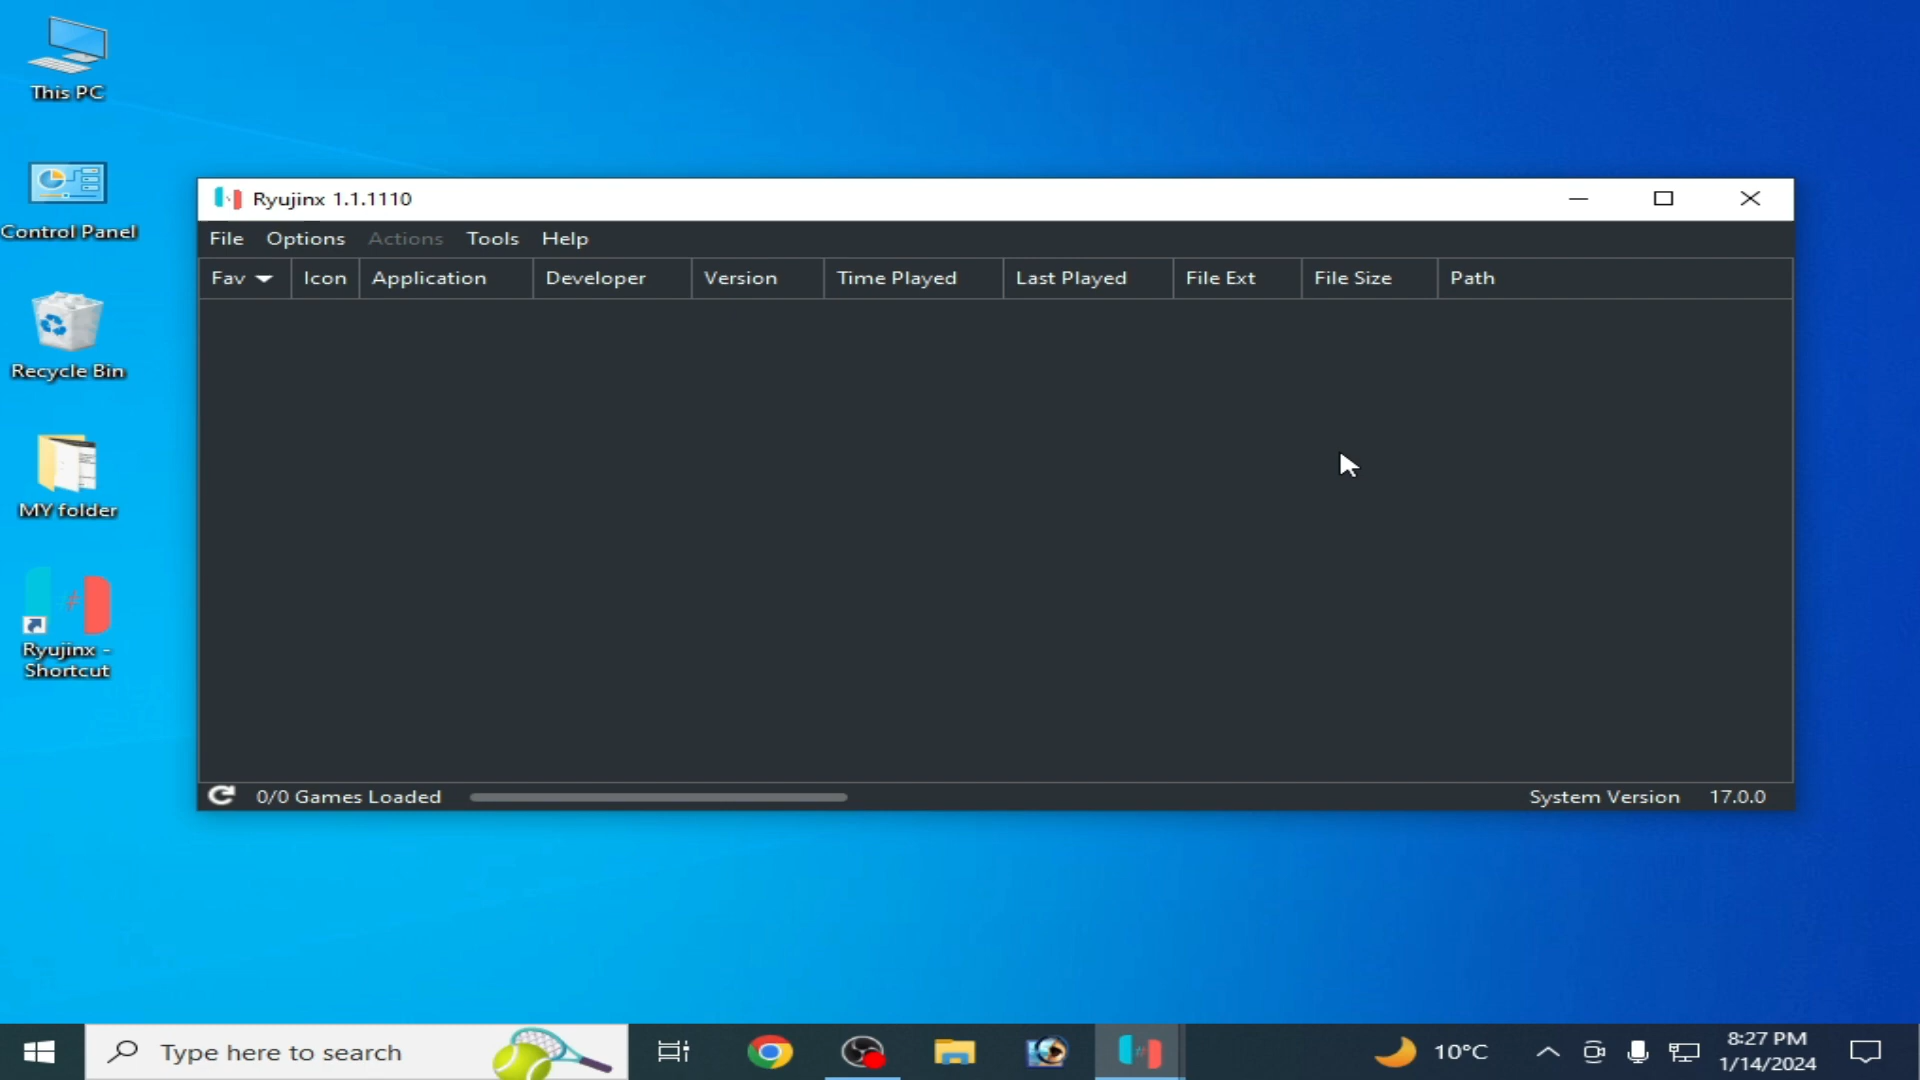 This PC
Control Panel
Recycle Bin
MY folder
Ryujinx -
Shortcut
Ryujinx 1.1.1110
File Options Actions Tools Help
Fav Icon Application Developer Version Time Played Last Played File Ext File Size Path
0/0 Games Loaded
System Version 17.0.0
Type here to search
10°C
8:27 PM
1/14/2024